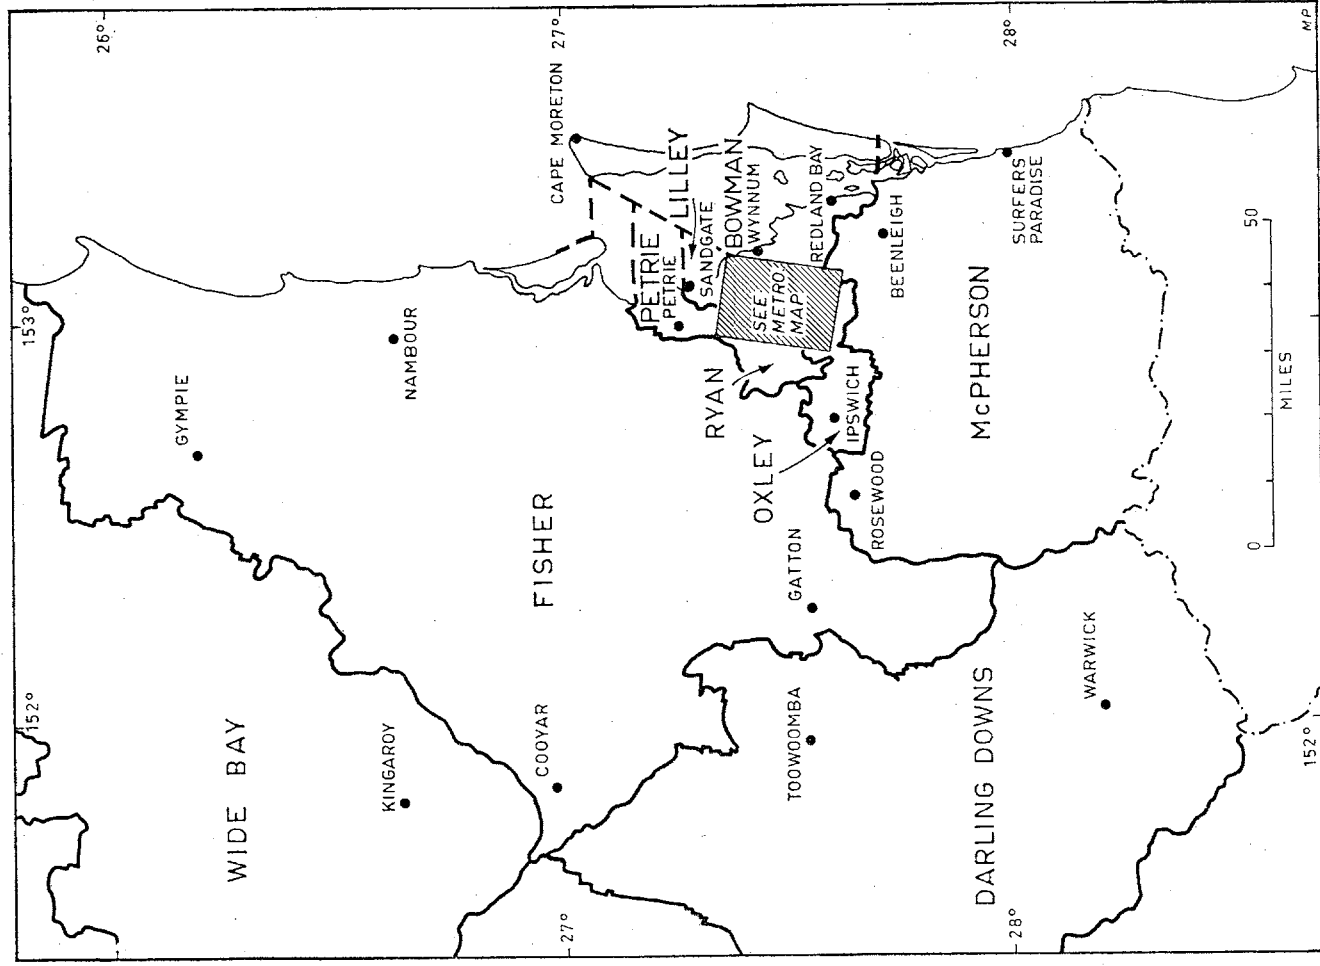 152°
153°
26°
GYMPIE
WIDE BAY
KINGAROY
NAMBOUR
COOYAR
FISHER
27°
CAPE MORETON 27°
PETRIE
PETRIE
LILLEY
SANDGATE
RYAN
BOWMAN
WYNNUM
SEE
METRO.
MAP
OXLEY
TOOWOOMBA
GATTON
REDLAND BAY
IPSWICH
ROSEWOOD
BEENLEIGH
DARLING DOWNS
McPHERSON
28°
28°
SURFERS
PARADISE
WARWICK
0
50
MILES
152°
MP